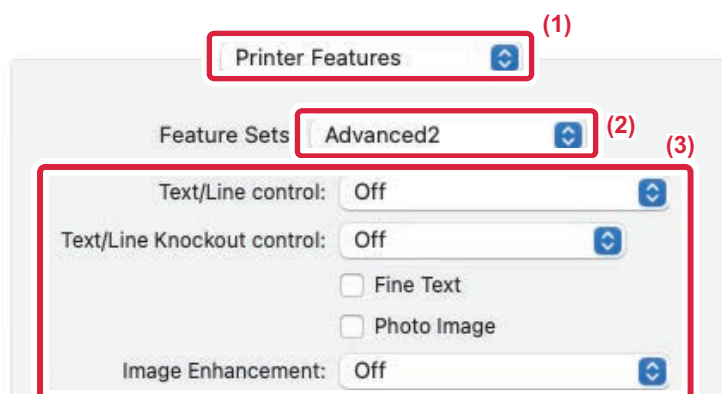 (1)
Printer Features
Feature Sets Advanced2 (2)
(3)
Text/Line control: Off
Text/Line Knockout control: Off
Fine Text
Photo Image
Image Enhancement: Off